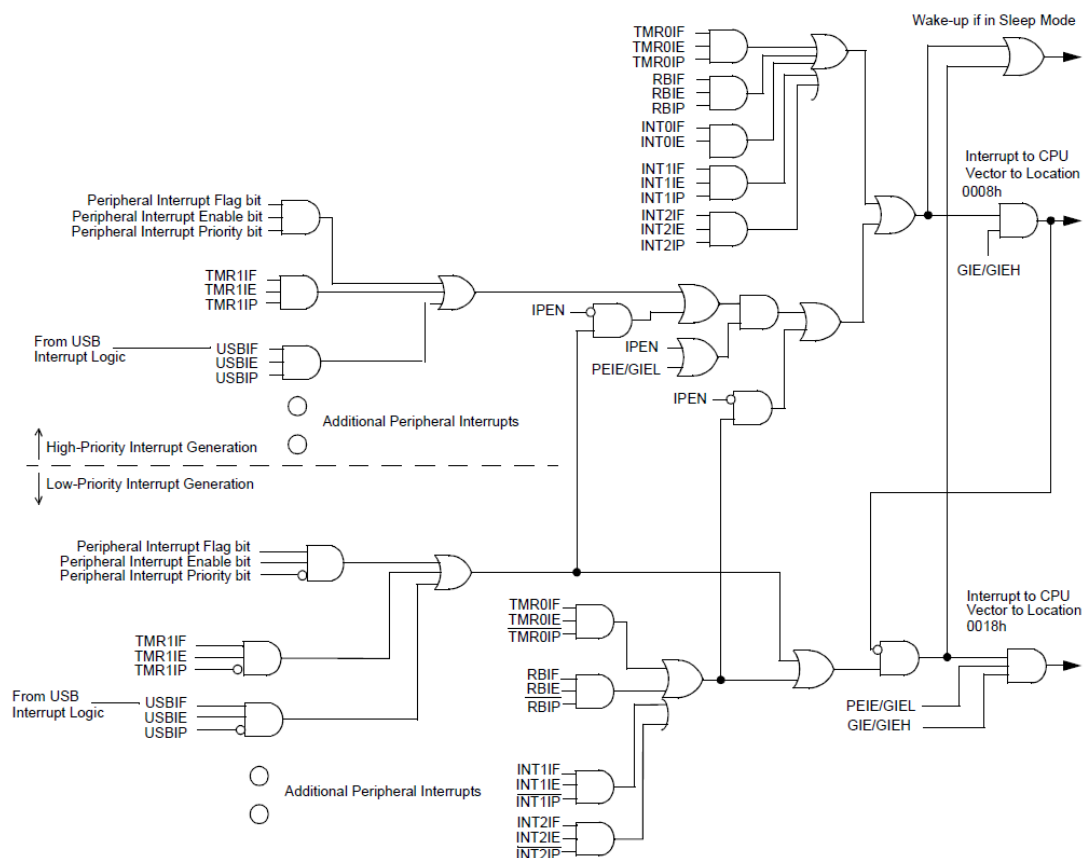 Wake-up if in Sleep Mode
TMR0IF
TMR0IE
TMR0IP
RBIF
RBIE
RBIP
INT0IF
INT0IE
INT1IF
INT1IE
INT1IP
INT2IF
INT2IE
INT2IP
Interrupt to CPU
Vector to Location
0008h
GIE/GIEH
Peripheral Interrupt Flag bit
Peripheral Interrupt Enable bit
Peripheral Interrupt Priority bit
TMR1IF
TMR1IE
TMR1IP
From USB
Interrupt Logic
USBIF
USBIE
USBIP
IPEN
IPEN
PEIE/GIEL
IPEN
Additional Peripheral Interrupts
High-Priority Interrupt Generation
Low-Priority Interrupt Generation
Peripheral Interrupt Flag bit
Peripheral Interrupt Enable bit
Peripheral Interrupt Priority bit
TMR1IF
TMR1IE
TMR1IP
From USB
Interrupt Logic
USBIF
USBIE
USBIP
Additional Peripheral Interrupts
TMR0IF
TMR0IE
TMR0IP
RBIF
RBIE
RBIP
INT1IF
INT1IE
INT1IP
INT2IF
INT2IE
INT2IP
Interrupt to CPU
Vector to Location
0018h
PEIE/GIEL
GIE/GIEH